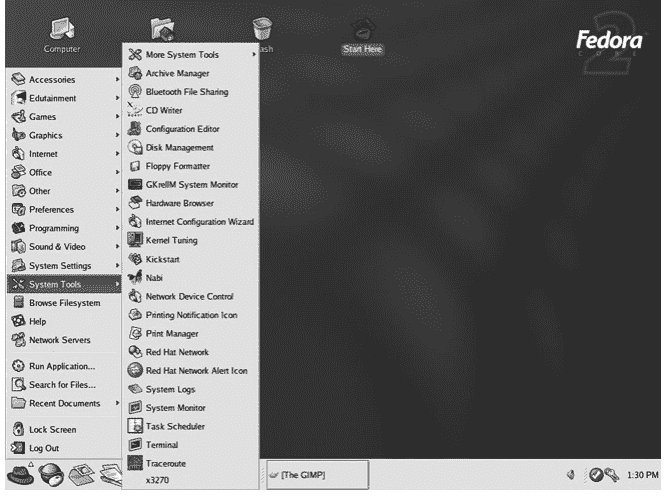 Computer
ash
Start Here
Fedora
CORE
2
Accessories
Edutainment
Games
Graphics
Internet
Office
Other
Preferences
Programming
Sound & Video
System Settings
System Tools
Browse Filesystem
Help
Network Servers
Run Application...
Search for Files...
Recent Documents
Lock Screen
Log Out
More System Tools
Archive Manager
Bluetooth File Sharing
CD Writer
Configuration Editor
Disk Management
Floppy Formatter
GKrellM System Monitor
Hardware Browser
Internet Configuration Wizard
Kernel Tuning
Kickstart
Nabi
Network Device Control
Printing Notification Icon
Print Manager
Red Hat Network
Red Hat Network Alert Icon
System Logs
System Monitor
Task Scheduler
Terminal
Traceroute
x3270
[The GIMP]
1:30 PM